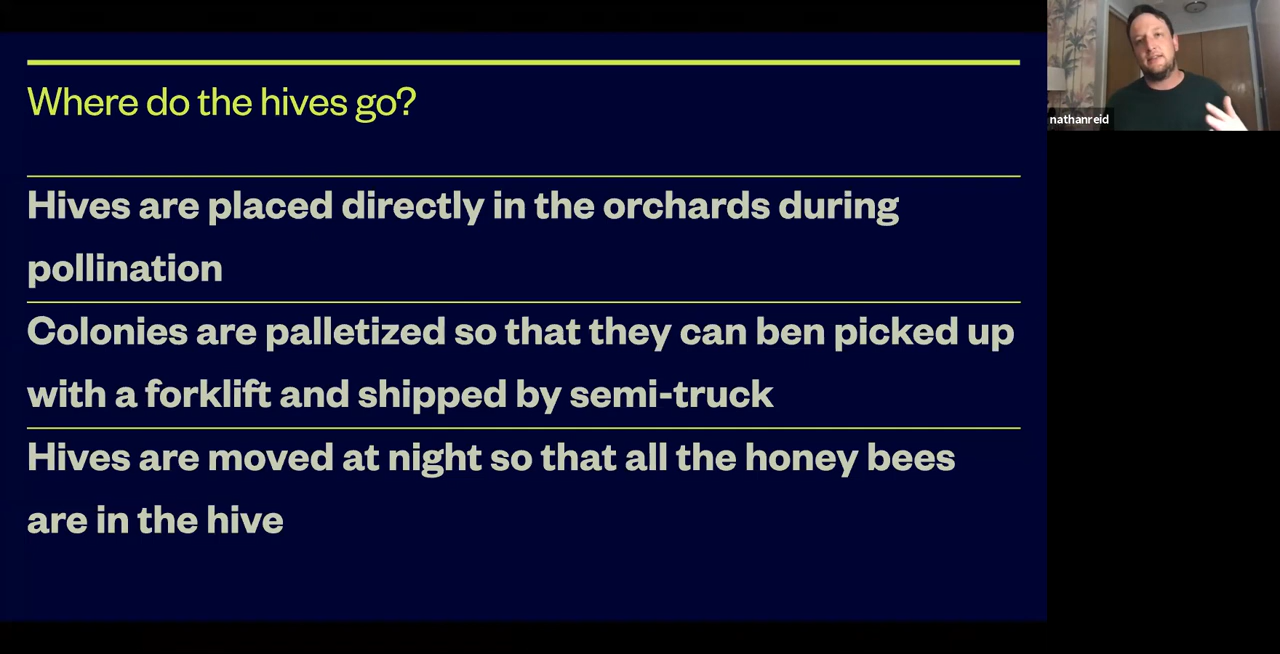 Where do the hives go?
Hives are placed directly in the orchards during
pollination
Colonies are palletized so that they can ben picked up
with a forklift and shipped by semi-truck
Hives are moved at night so that all the honey bees
are in the hive
nathanreid